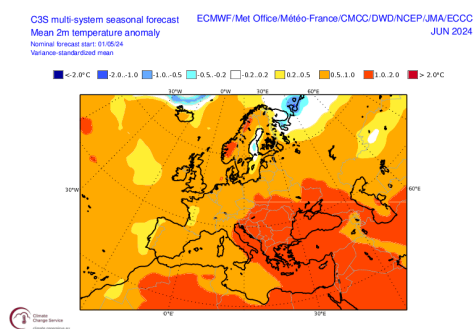 C3S multi-system seasonal forecast
ECMWF/Met Office/Météo-France/CMCC/DWD/NCEP/JMA/ECCC
Mean 2m temperature anomaly
JUN 2024
Nominal forecast start: 01/05/24
Variance-standardized mean
<-2.0°C
-2.0..-1.0
-1.0..-0.5
-0.5..-0.2
-0.2..0.2
0.2..0.5
0.5..1.0
1.0..2.0
> 2.0°C
30°W
0°W
30°E
60°E
30°W
60°E
0°E
30°E
Climate
Change Service